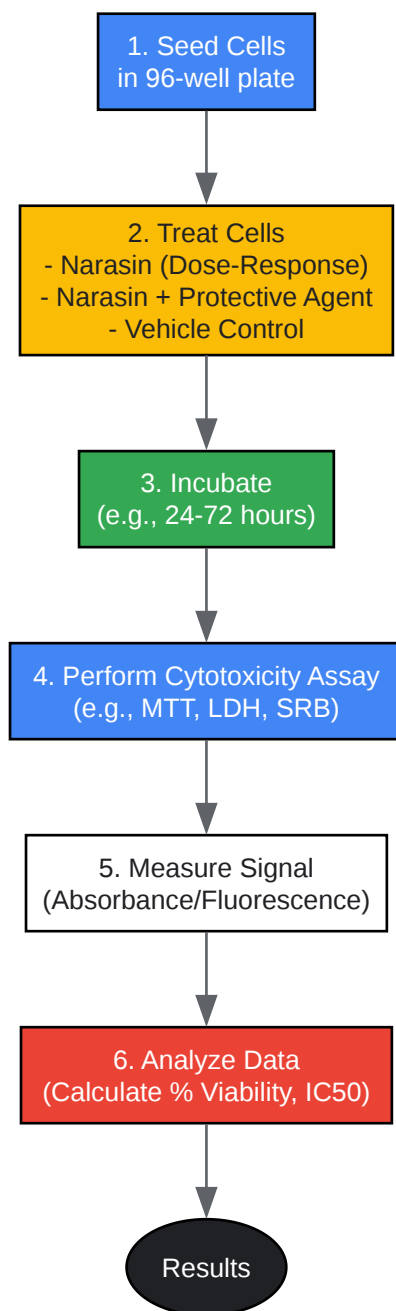 1. Seed Cells
in 96-well plate
2. Treat Cells
- Narasin (Dose-Response)
- Narasin + Protective Agent
- Vehicle Control
3. Incubate
(e.g., 24-72 hours)
4. Perform Cytotoxicity Assay
(e.g., MTT, LDH, SRB)
5. Measure Signal
(Absorbance/Fluorescence)
6. Analyze Data
(Calculate % Viability, IC50)
Results